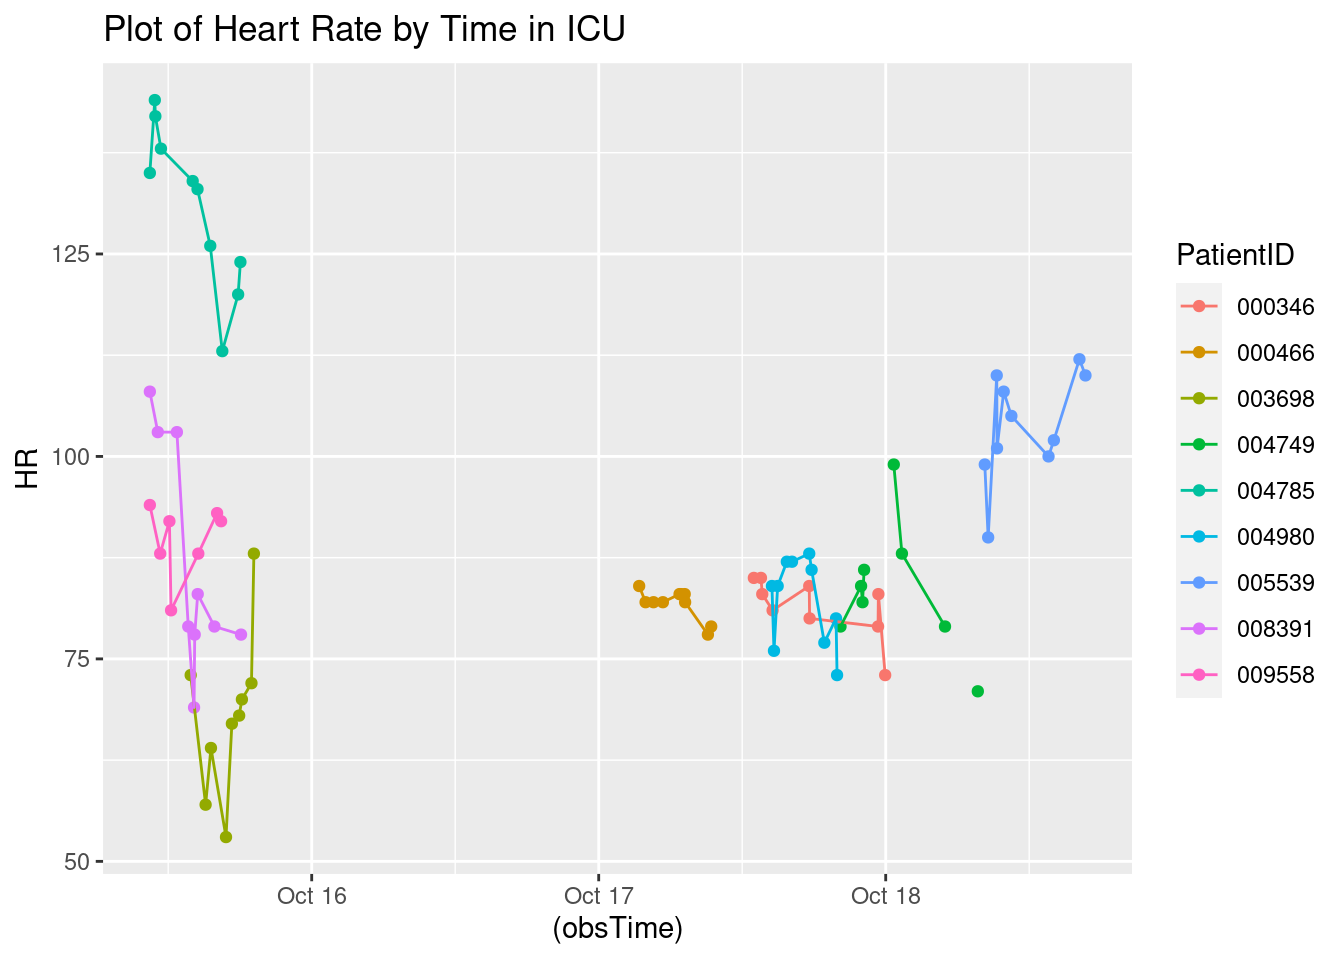 Plot of Heart Rate by Time in ICU
HR
125
100
75
50
Oct 16
Oct 17
Oct 18
(obsTime)
PatientID
000346
000466
003698
004749
004785
004980
005539
008391
009558